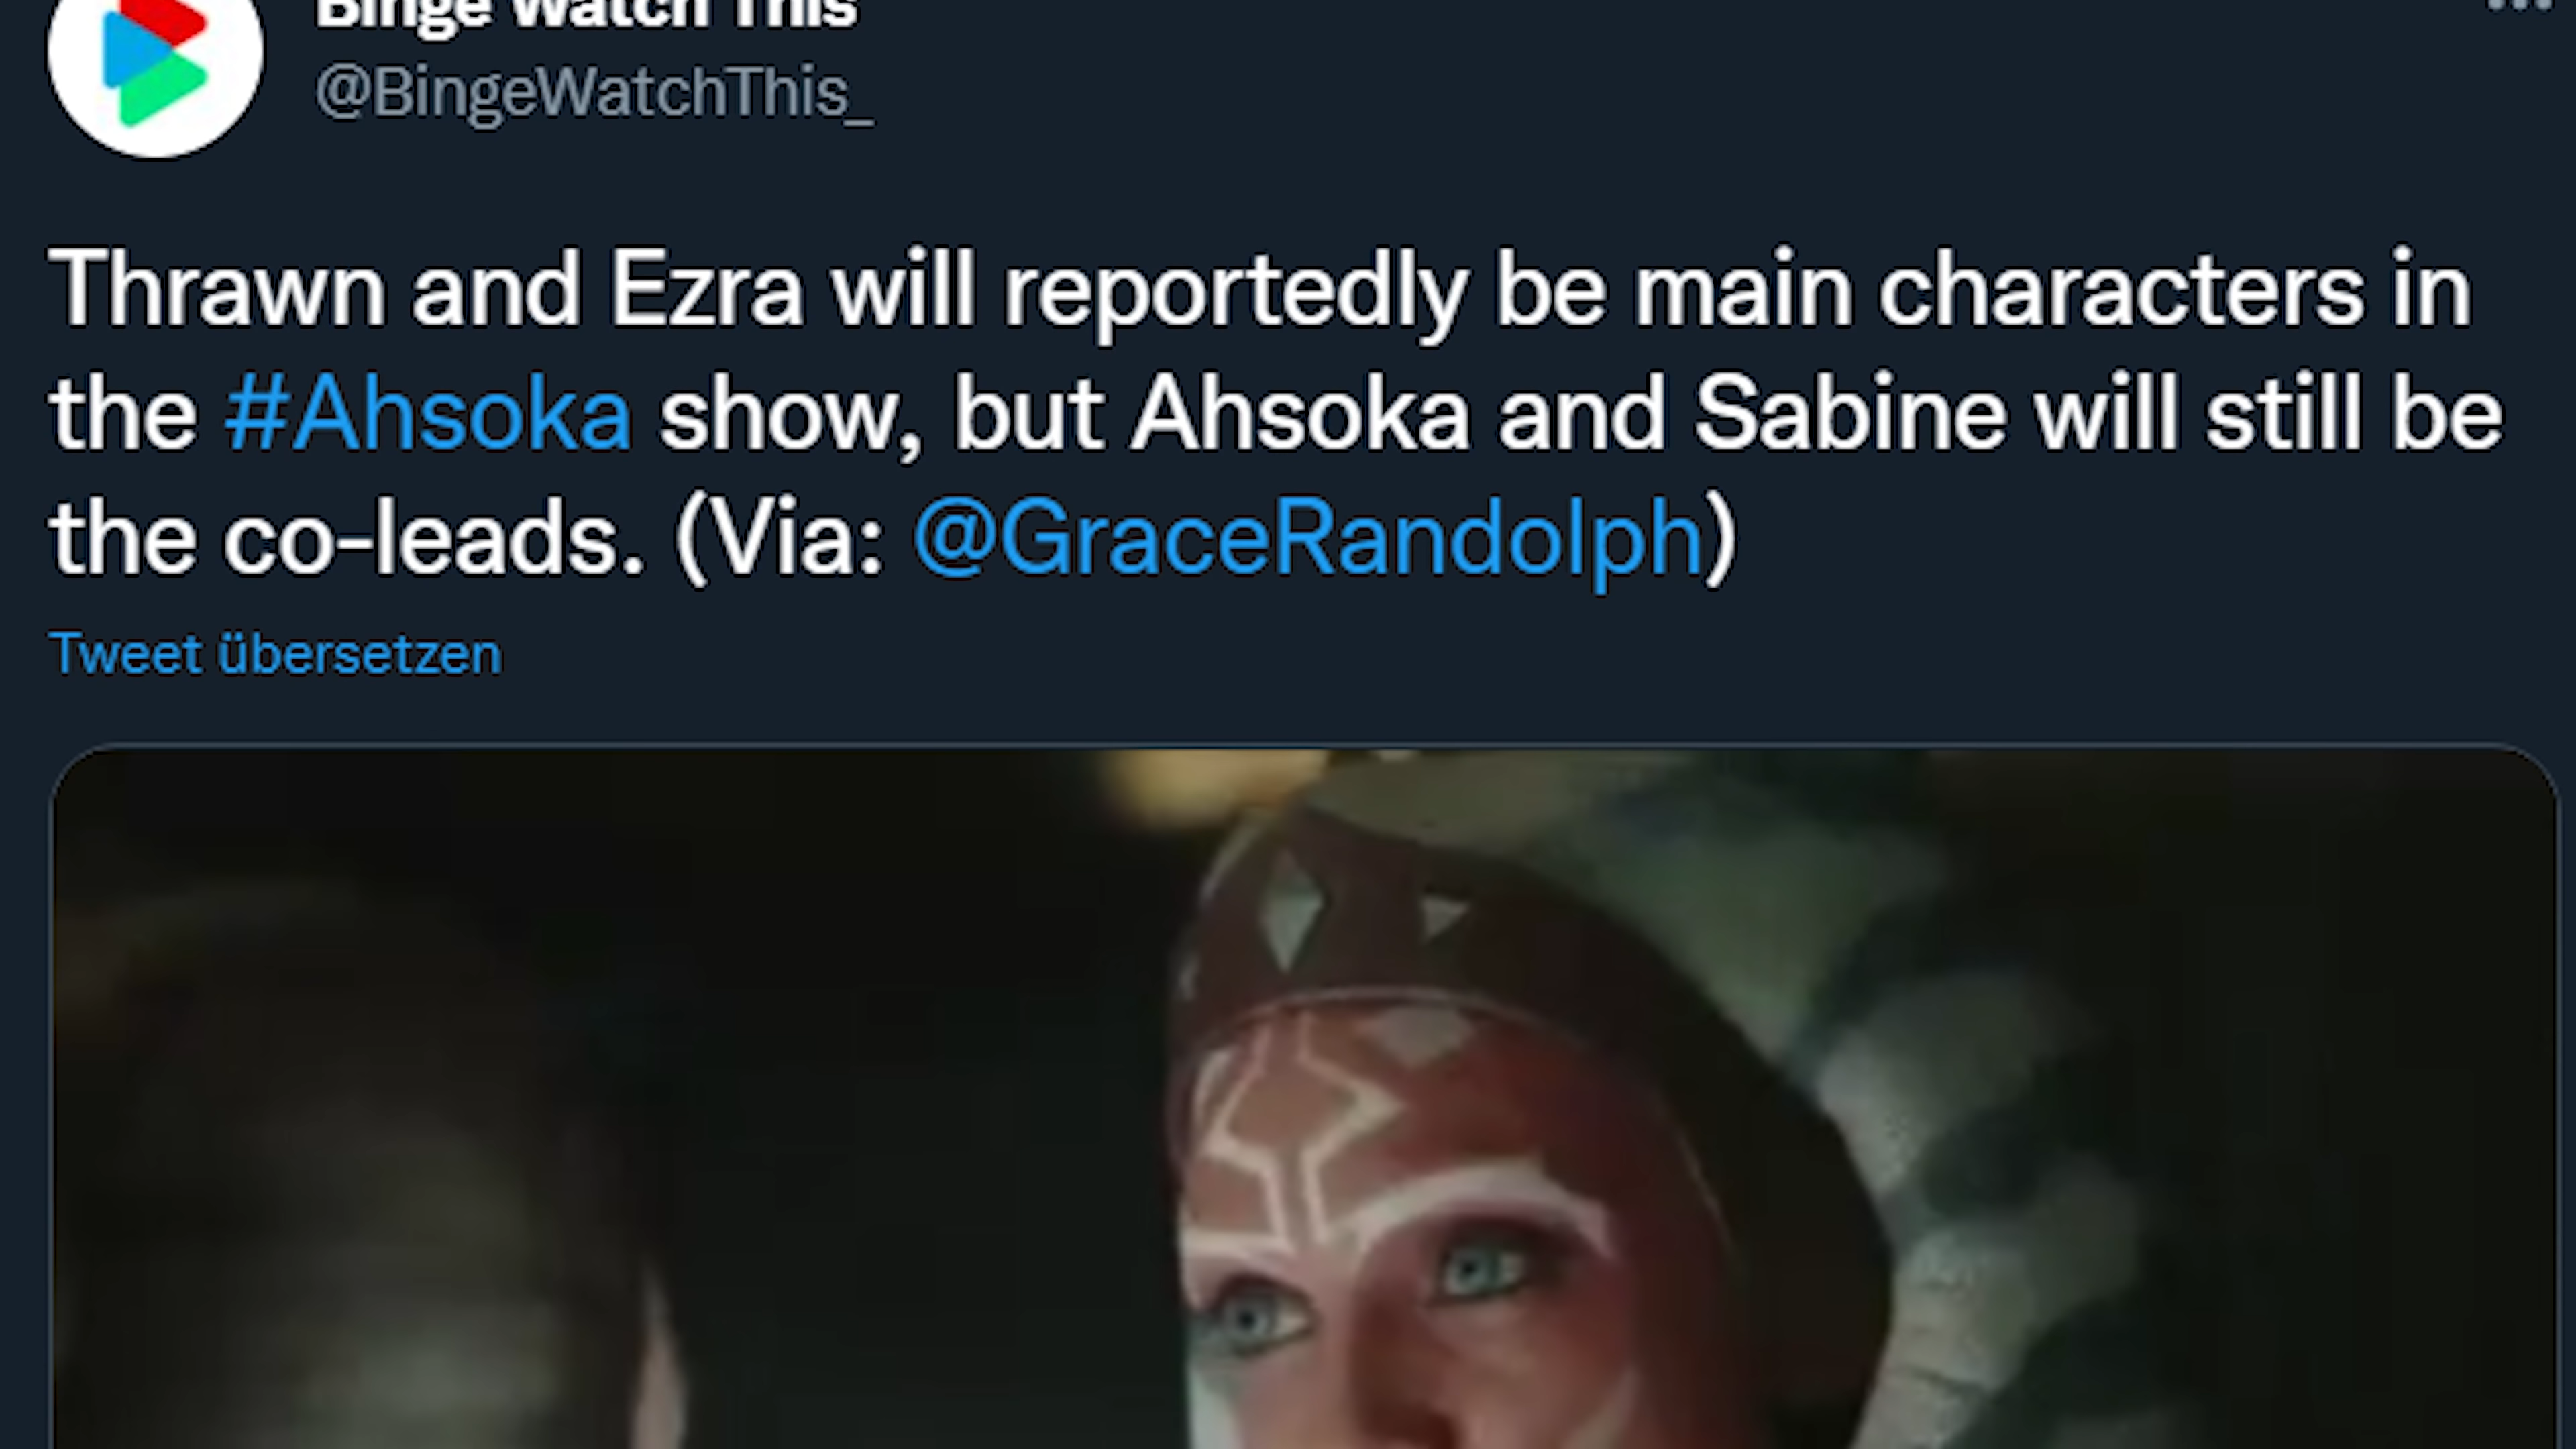 Binge Watch This
@BingeWatchThis_
Thrawn and Ezra will reportedly be main characters in
the #Ahsoka show, but Ahsoka and Sabine will still be
the co-leads. (Via: @GraceRandolph)
Tweet übersetzen